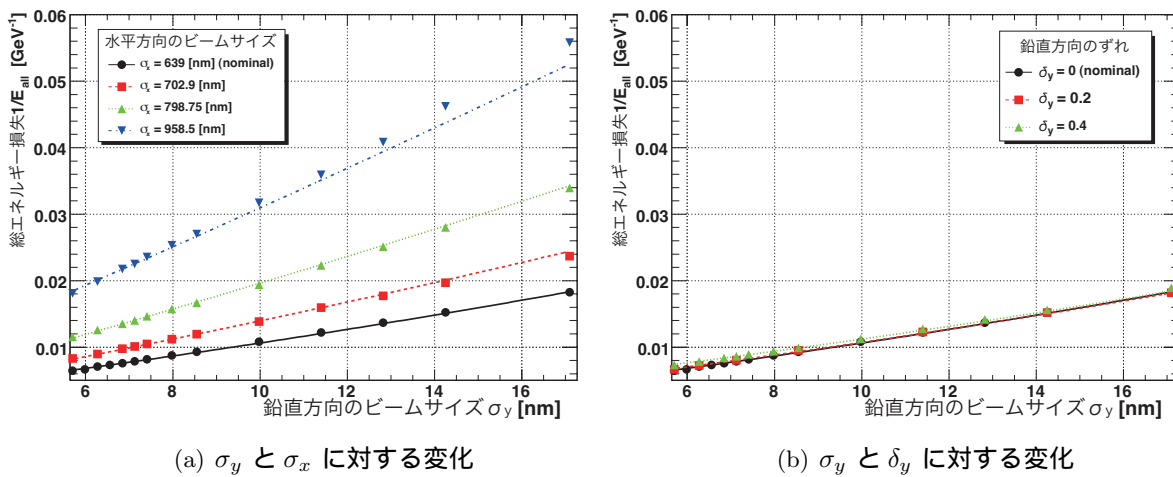 総エネルギー損失1/E_all [GeV^-1]
0.06
0.05
0.04
0.03
0.02
0.01
水平方向のビームサイズ
σ_x = 639 [nm] (nominal)
σ_x = 702.9 [nm]
σ_x = 798.75 [nm]
σ_x = 958.5 [nm]
6 8 10 12 14 16
鉛直方向のビームサイズ σ_y [nm]
(a) σ_y と σ_x に対する変化
総エネルギー損失1/E_all [GeV^-1]
0.06
0.05
0.04
0.03
0.02
0.01
鉛直方向のずれ
δ_y = 0 (nominal)
δ_y = 0.2
δ_y = 0.4
6 8 10 12 14 16
鉛直方向のビームサイズ σ_y [nm]
(b) σ_y と δ_y に対する変化